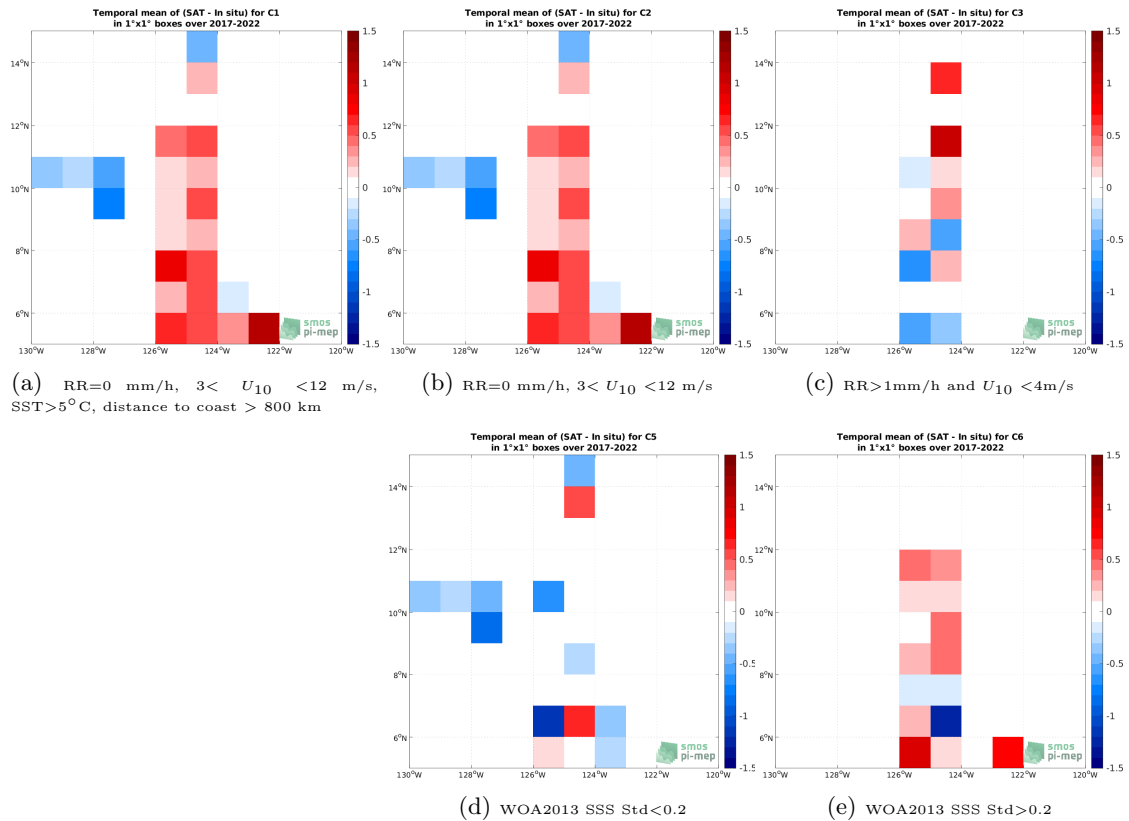 Temporal mean of (SAT - In situ) for C1
in 1°x1° boxes over 2017-2022
14°N
12°N
10°N
8°N
6°N
130°W 128°W 126°W 124°W 122°W 120°W
1.5
1
0.5
0
-0.5
-1
-1.5
smos
pi-mep
(a) RR=0 mm/h, 3< U10 <12 m/s,
SST>5°C, distance to coast > 800 km
Temporal mean of (SAT - In situ) for C2
in 1°x1° boxes over 2017-2022
14°N
12°N
10°N
8°N
6°N
130°W 128°W 126°W 124°W 122°W 120°W
1.5
1
0.5
0
-0.5
-1
-1.5
smos
pi-mep
(b) RR=0 mm/h, 3< U10 <12 m/s
Temporal mean of (SAT - In situ) for C3
in 1°x1° boxes over 2017-2022
14°N
12°N
10°N
8°N
6°N
130°W 128°W 126°W 124°W 122°W 120°W
1.5
1
0.5
0
-0.5
-1
-1.5
smos
pi-mep
(c) RR>1mm/h and U10 <4m/s
Temporal mean of (SAT - In situ) for C5
in 1°x1° boxes over 2017-2022
14°N
12°N
10°N
8°N
6°N
130°W 128°W 126°W 124°W 122°W 120°W
1.5
1
0.5
0
-0.5
-1
-1.5
smos
pi-mep
(d) WOA2013 SSS Std<0.2
Temporal mean of (SAT - In situ) for C6
in 1°x1° boxes over 2017-2022
14°N
12°N
10°N
8°N
6°N
130°W 128°W 126°W 124°W 122°W 120°W
1.5
1
0.5
0
-0.5
-1
-1.5
smos
pi-mep
(e) WOA2013 SSS Std>0.2